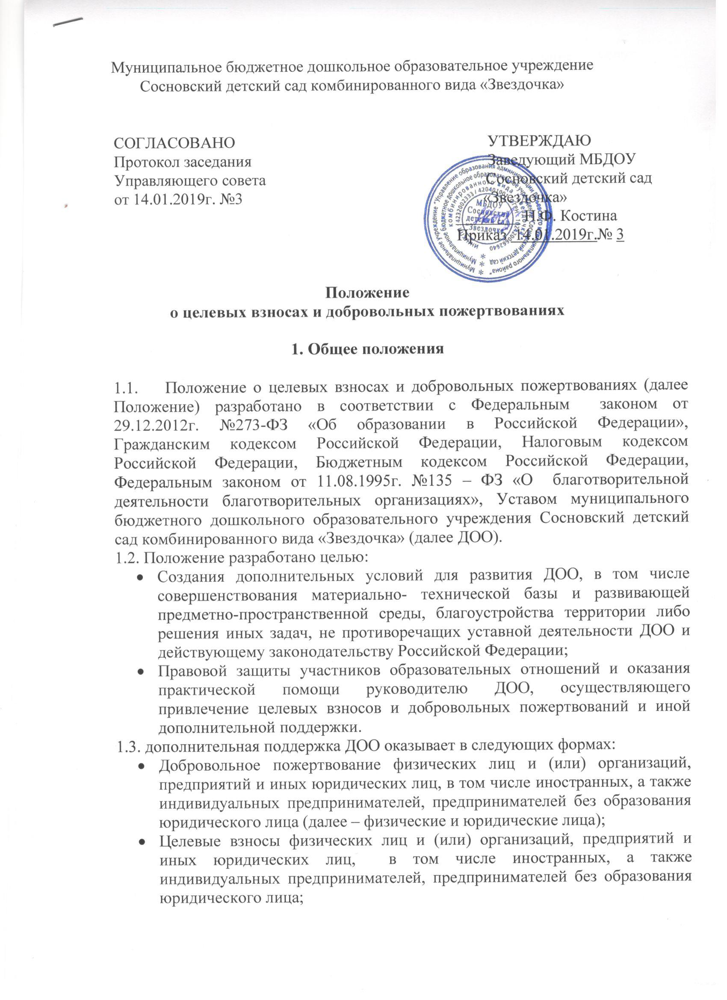 Муниципальное бюджетное дошкольное образовательное учреждение
Сосновский детский сад комбинированного вида «Звездочка»
СОГЛАСОВАНО
Протокол заседания
Управляющего совета
от 14.01.2019г. №3
УТВЕРЖДАЮ
Заведующий МБДОУ
Сосновский детский сад
«Звездочка»
Н.Ф. Костина
Приказ 14.01.2019г.№ 3
МБДОУ
Сосновский
детский сад
"Звездочка"
Положение
о целевых взносах и добровольных пожертвованиях
1. Общее положения
1.1. Положение о целевых взносах и добровольных пожертвованиях (далее
Положение) разработано в соответствии с Федеральным законом от
29.12.2012г. №273-ФЗ «Об образовании в Российской Федерации»,
Гражданским кодексом Российской Федерации, Налоговым кодексом
Российской Федерации, Бюджетным кодексом Российской Федерации,
Федеральным законом от 11.08.1995г. №135 – ФЗ «О благотворительной
деятельности благотворительных организациях», Уставом муниципального
бюджетного дошкольного образовательного учреждения Сосновский детский
сад комбинированного вида «Звездочка» (далее ДОО).
1.2. Положение разработано целью:
• Создания дополнительных условий для развития ДОО, в том числе
совершенствования материально- технической базы и развивающей
предметно-пространственной среды, благоустройства территории либо
решения иных задач, не противоречащих уставной деятельности ДОО и
действующему законодательству Российской Федерации;
• Правовой защиты участников образовательных отношений и оказания
практической помощи руководителю ДОО, осуществляющего
привлечение целевых взносов и добровольных пожертвований и иной
дополнительной поддержки.
1.3. дополнительная поддержка ДОО оказывает в следующих формах:
• Добровольное пожертвование физических лиц и (или) организаций,
предприятий и иных юридических лиц, в том числе иностранных, а также
индивидуальных предпринимателей, предпринимателей без образования
юридического лица (далее – физические и юридические лица);
• Целевые взносы физических лиц и (или) организаций, предприятий и
иных юридических лиц, в том числе иностранных, а также
индивидуальных предпринимателей, предпринимателей без образования
юридического лица;